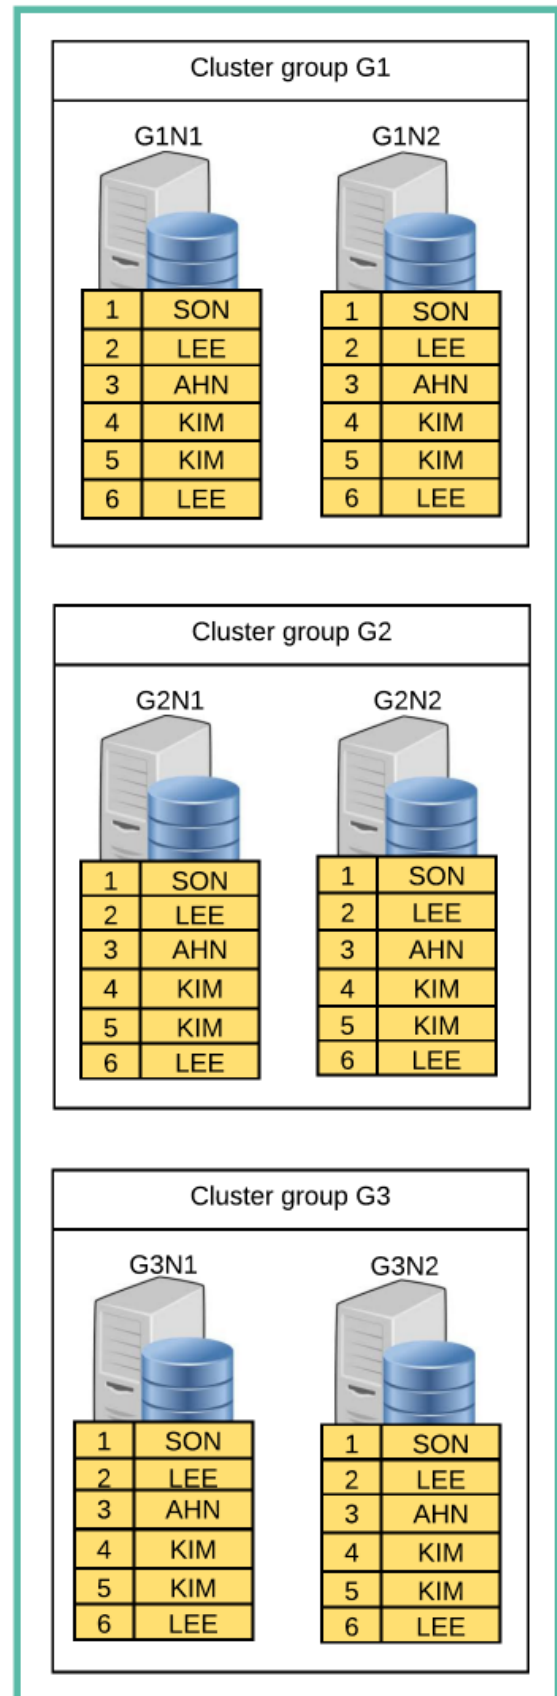 Cluster group G1
G1N1 G1N2
1 SON 1 SON
2 LEE 2 LEE
3 AHN 3 AHN
4 KIM 4 KIM
5 KIM 5 KIM
6 LEE 6 LEE
Cluster group G2
G2N1 G2N2
1 SON 1 SON
2 LEE 2 LEE
3 AHN 3 AHN
4 KIM 4 KIM
5 KIM 5 KIM
6 LEE 6 LEE
Cluster group G3
G3N1 G3N2
1 SON 1 SON
2 LEE 2 LEE
3 AHN 3 AHN
4 KIM 4 KIM
5 KIM 5 KIM
6 LEE 6 LEE